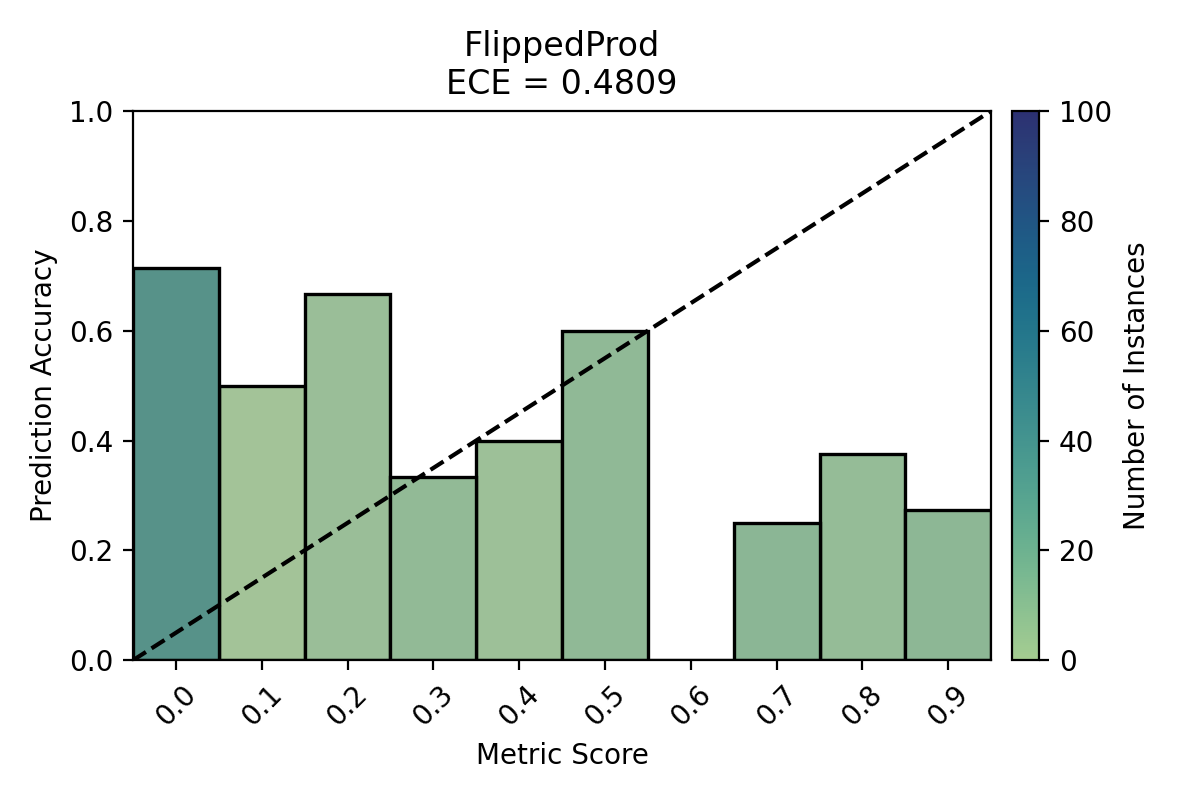 FlippedProd
ECE = 0.4809
1.0
0.8
0.6
0.4
0.2
0.0
Prediction Accuracy
0.0 0.1 0.2 0.3 0.4 0.5 0.6 0.7 0.8 0.9
Metric Score
100
80
60
40
20
0
Number of Instances